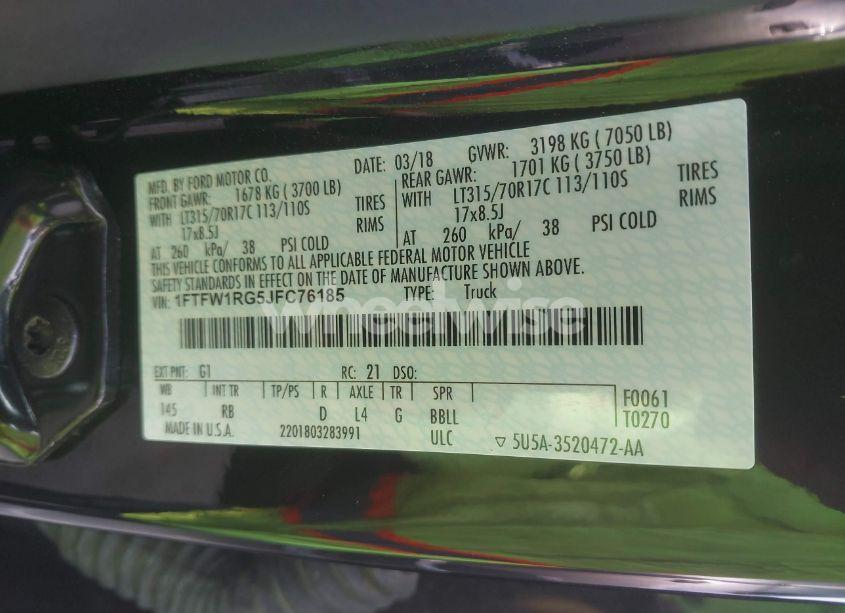 MFD. BY FORD MOTOR CO. DATE: 03/18 GVWR: 3198 KG ( 7050 LB)
FRONT GAWR: 1678 KG ( 3700 LB) REAR GAWR: 1701 KG ( 3750 LB)
WITH LT315/70R17C 113/110S TIRES WITH LT315/70R17C 113/110S TIRES
17x8.5J RIMS 17x8.5J RIMS
AT 260 kPa/ 38 PSI COLD AT 260 kPa/ 38 PSI COLD
THIS VEHICLE CONFORMS TO ALL APPLICABLE FEDERAL MOTOR VEHICLE
SAFETY STANDARDS IN EFFECT ON THE DATE OF MANUFACTURE SHOWN ABOVE.
VIN: 1FTFW1RG5JFC76185 TYPE: Truck
wheelwise
EXT PNT: G1 RC: 21 DSO:
WB INT TR TP/PS R AXLE TR SPR F0061
145 RB D L4 G BBLL T0270
MADE IN U.S.A. 2201803283991 ULC ▽ 5U5A-3520472-AA